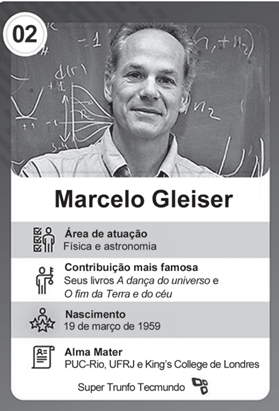 02
Marcelo Gleiser
Área de atuação
Física e astronomia
Contribuição mais famosa
Seus livros A dança do universo e
O fim da Terra e do céu
Nascimento
19 de março de 1959
Alma Mater
PUC-Rio, UFRJ e King's College de Londres
Super Trunfo Tecmundo